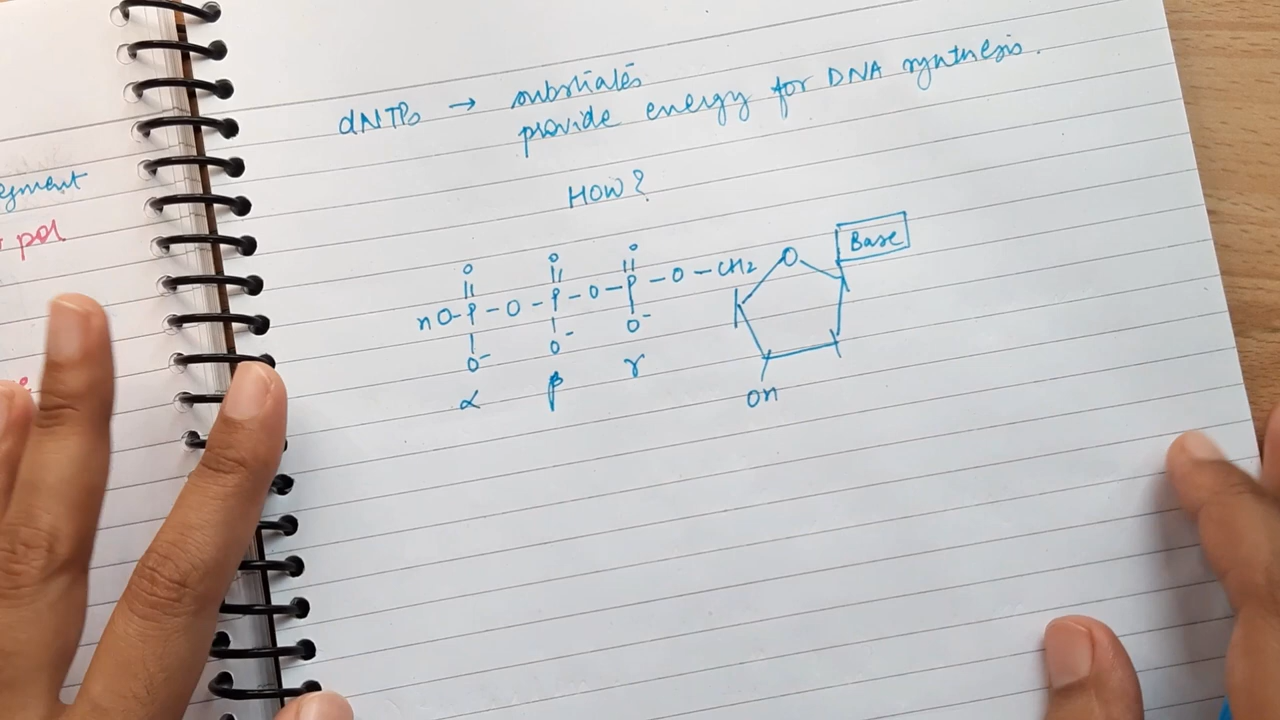 egment
pol
dNTPs → substrates
provide energy for DNA synthesis.
HOW?
O O O
HO-P-O-P-O-P-O-CH2 O Base
O- O- O-
α β γ
OH